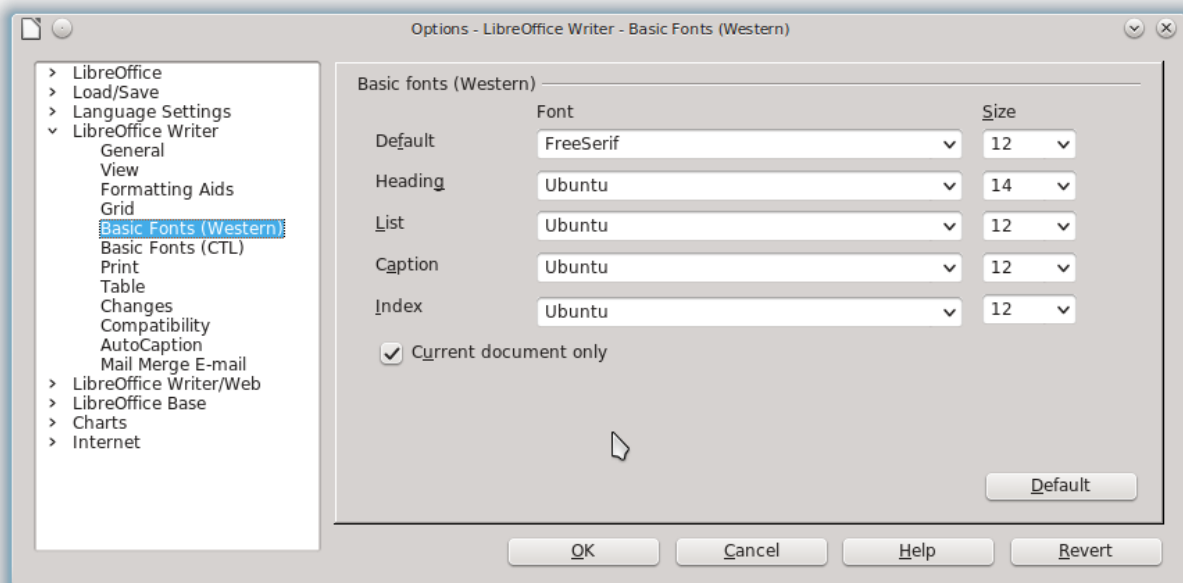 Options - LibreOffice Writer - Basic Fonts (Western)
LibreOffice
Load/Save
Language Settings
LibreOffice Writer
General
View
Formatting Aids
Grid
Basic Fonts (Western)
Basic Fonts (CTL)
Print
Table
Changes
Compatibility
AutoCaption
Mail Merge E-mail
LibreOffice Writer/Web
LibreOffice Base
Charts
Internet
Basic fonts (Western)
Font Size
Default FreeSerif 12
Heading Ubuntu 14
List Ubuntu 12
Caption Ubuntu 12
Index Ubuntu 12
Current document only
Default
OK Cancel Help Revert